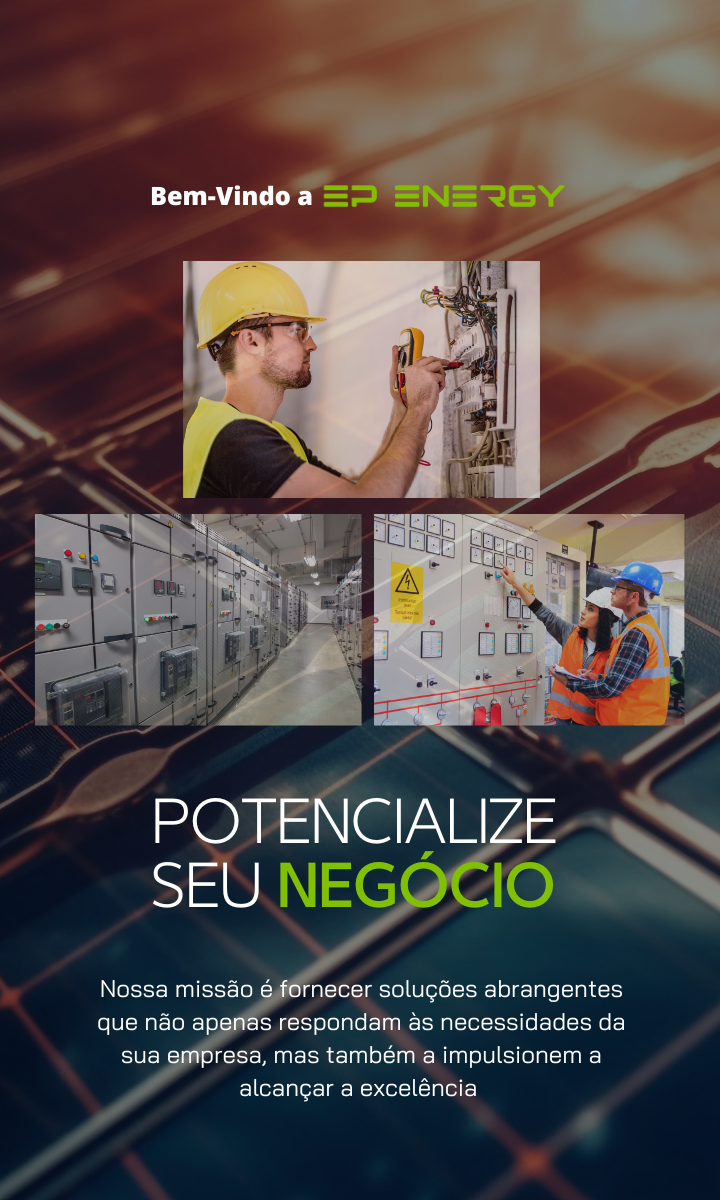 Bem-Vindo a EP ENERGY
POTENCIALIZE
SEU NEGÓCIO
Nossa missão é fornecer soluções abrangentes
que não apenas respondam às necessidades da
sua empresa, mas também a impulsionem a
alcançar a excelência